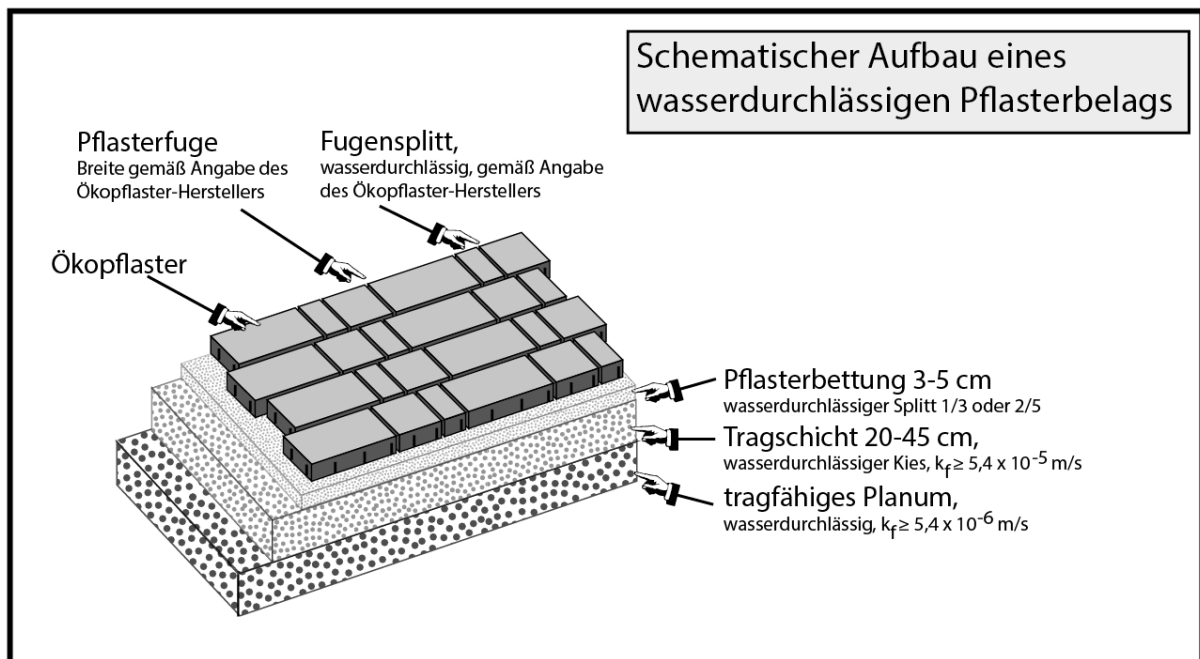 Schematischer Aufbau eines
wasserdurchlässigen Pflasterbelags
Pflasterfuge
Breite gemäß Angabe des
Ökopflaster-Herstellers
Fugensplitt,
wasserdurchlässig, gemäß Angabe
des Ökopflaster-Herstellers
Ökopflaster
Pflasterbettung 3-5 cm
wasserdurchlässiger Splitt 1/3 oder 2/5
Tragschicht 20-45 cm,
wasserdurchlässiger Kies, kf ≥ 5,4 x 10⁻⁵ m/s
tragfähiges Planum,
wasserdurchlässig, kf ≥ 5,4 x 10⁻⁶ m/s